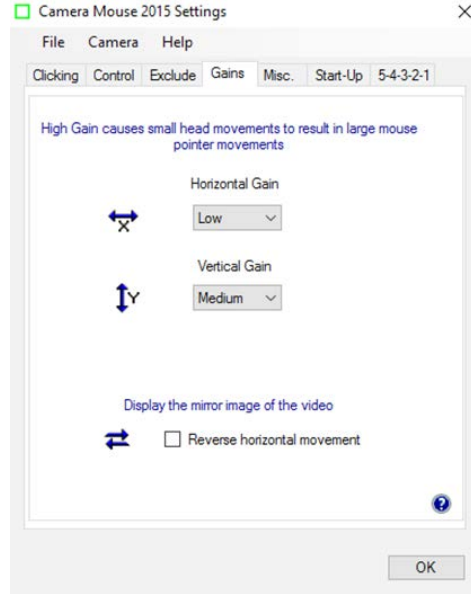 Camera Mouse 2015 Settings
File Camera Help
Clicking Control Exclude Gains Misc. Start-Up 5-4-3-2-1
High Gain causes small head movements to result in large mouse
pointer movements
Horizontal Gain
X
Low
Vertical Gain
Y
Medium
Display the mirror image of the video
Reverse horizontal movement
?
OK